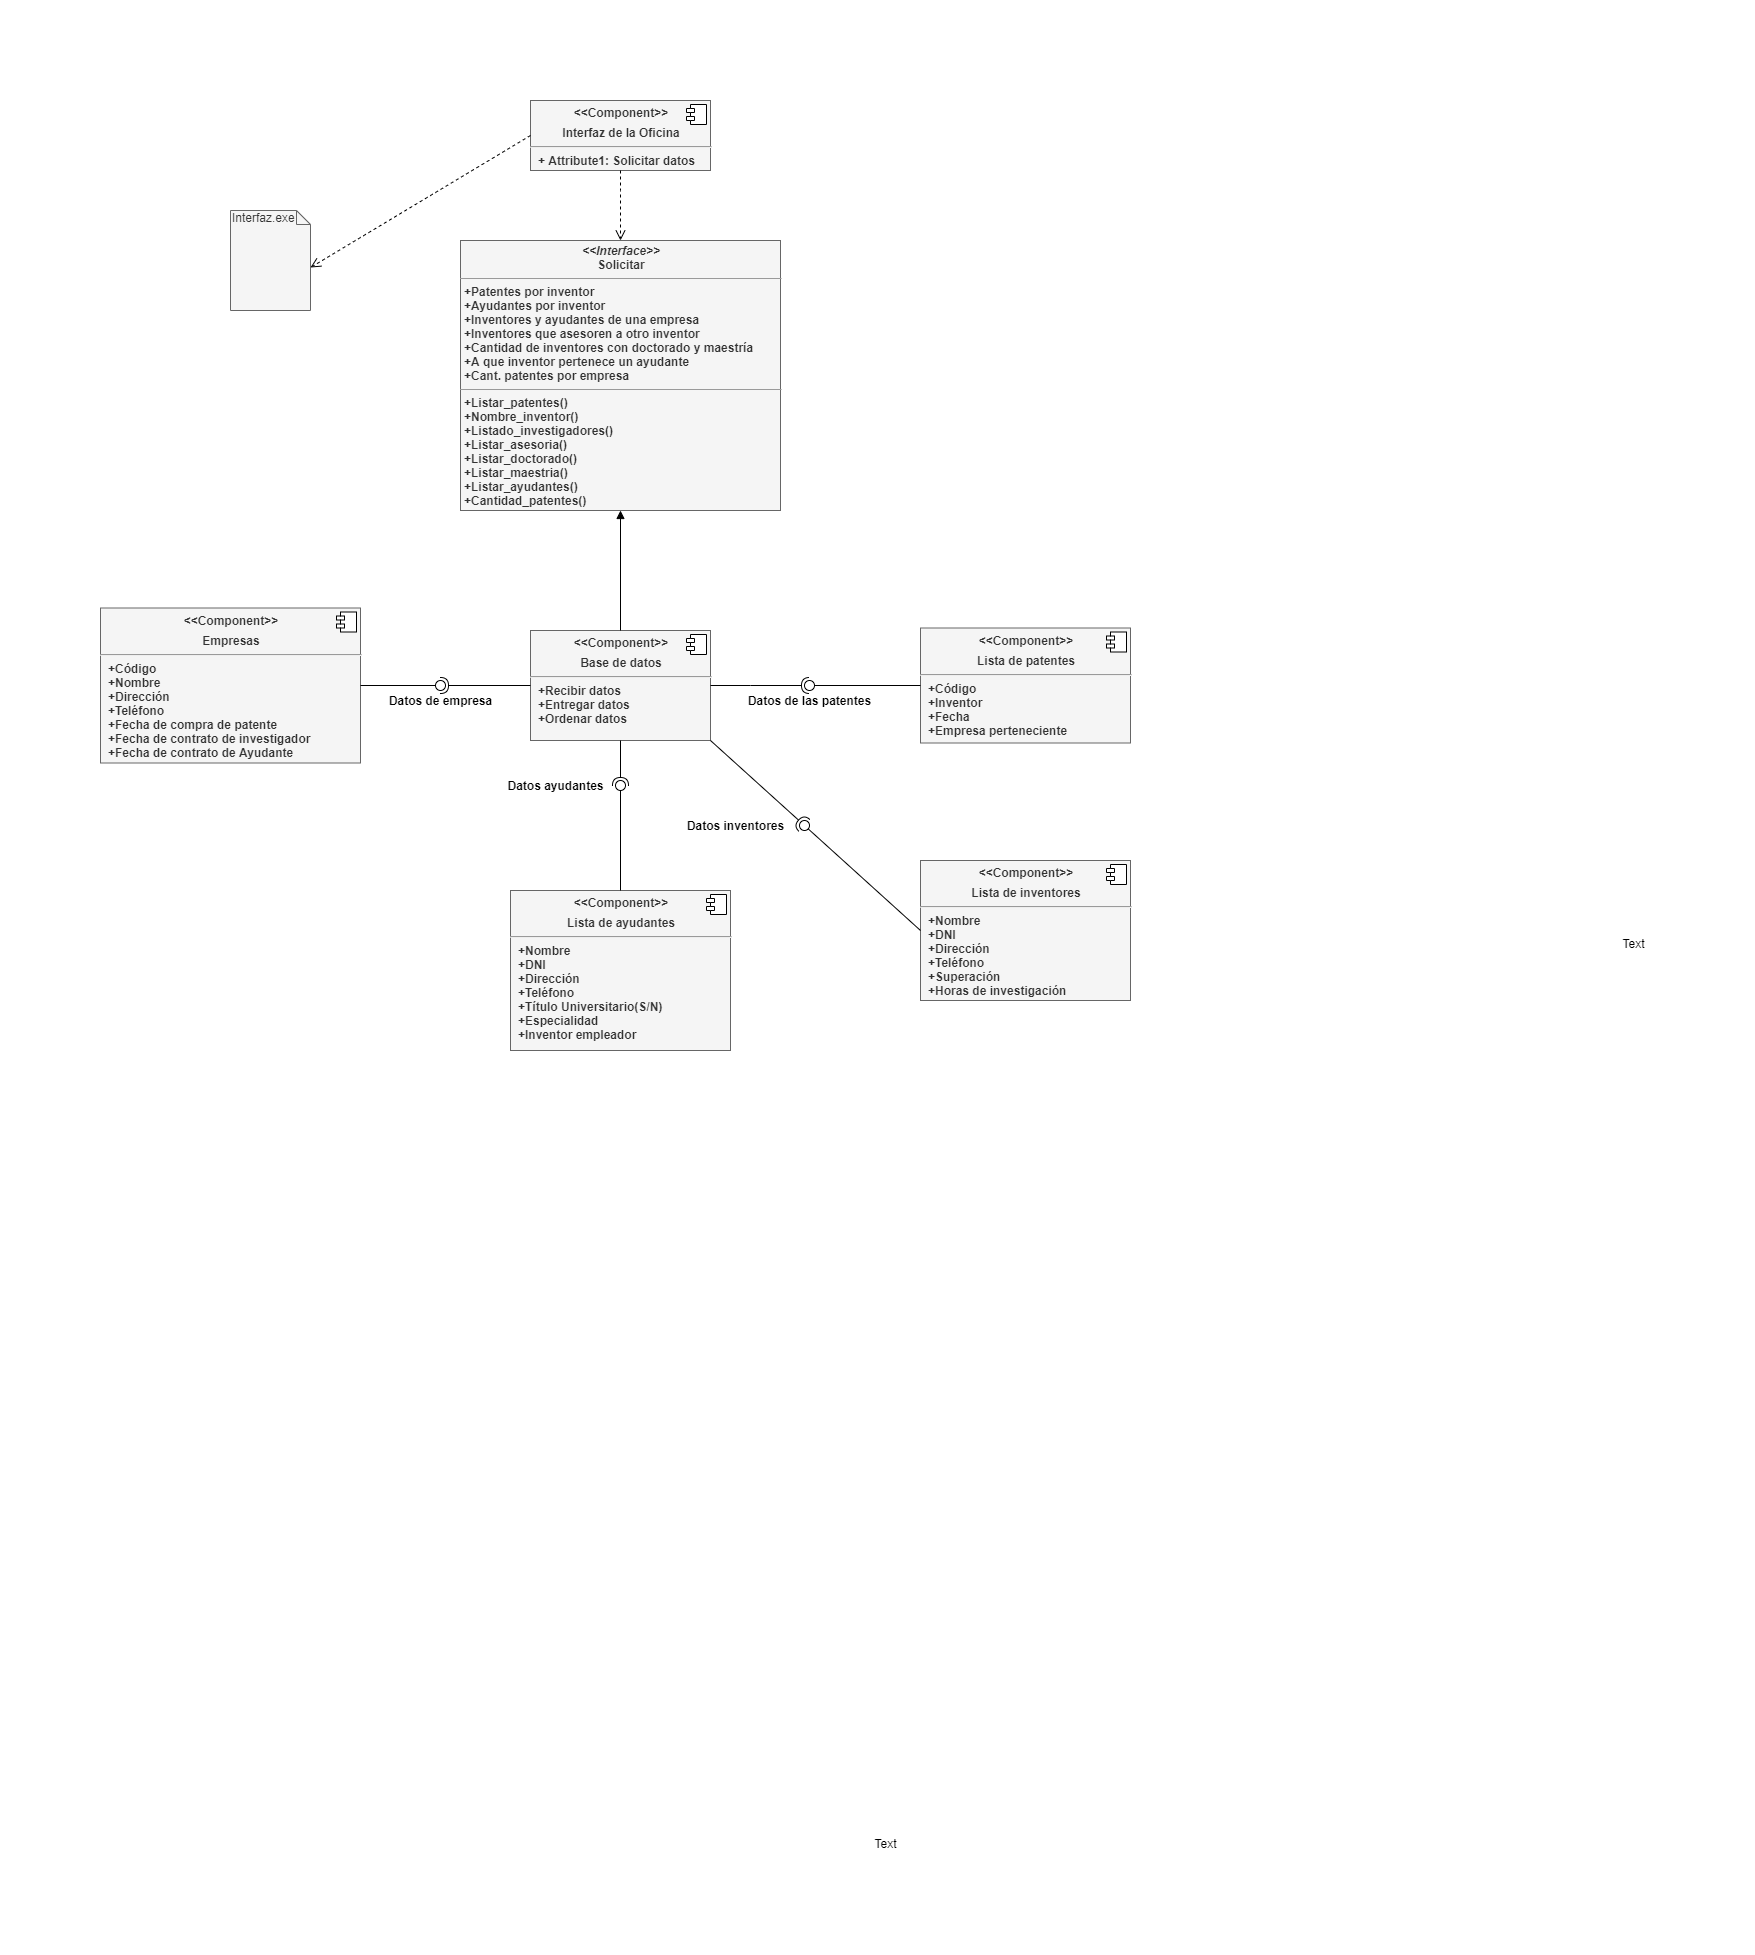 <<Component>>
Interfaz de la Oficina
+ Attribute1: Solicitar datos
Interfaz.exe
<<Interface>>
Solicitar
+Patentes por inventor
+Ayudantes por inventor
+Inventores y ayudantes de una empresa
+Inventores que asesoren a otro inventor
+Cantidad de inventores con doctorado y maestría
+A que inventor pertenece un ayudante
+Cant. patentes por empresa
+Listar_patentes()
+Nombre_inventor()
+Listado_investigadores()
+Listar_asesoria()
+Listar_doctorado()
+Listar_maestria()
+Listar_ayudantes()
+Cantidad_patentes()
<<Component>>
Empresas
+Código
+Nombre
+Dirección
+Teléfono
+Fecha de compra de patente
+Fecha de contrato de investigador
+Fecha de contrato de Ayudante
Datos de empresa
<<Component>>
Base de datos
+Recibir datos
+Entregar datos
+Ordenar datos
Datos de las patentes
<<Component>>
Lista de patentes
+Código
+Inventor
+Fecha
+Empresa perteneciente
Datos ayudantes
Datos inventores
<<Component>>
Lista de ayudantes
+Nombre
+DNI
+Dirección
+Teléfono
+Título Universitario(S/N)
+Especialidad
+Inventor empleador
<<Component>>
Lista de inventores
+Nombre
+DNI
+Dirección
+Teléfono
+Superación
+Horas de investigación
Text
Text